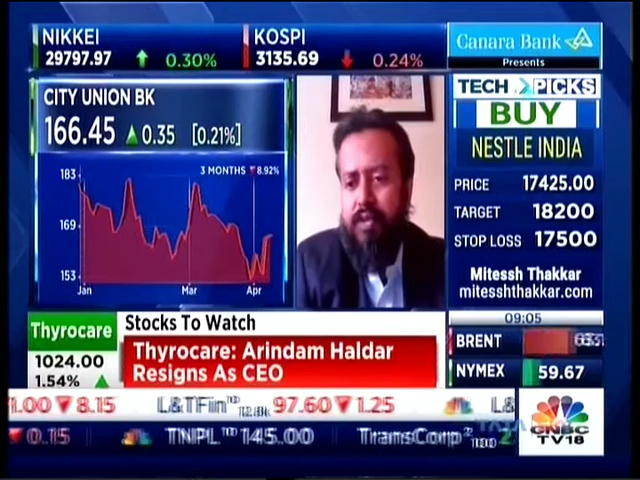 NIKKEI
29797.97 0.30%
KOSPI
3135.69 0.24%
Canara Bank
Presents
CITY UNION BK
166.45 0.35 [0.21%]
3 MONTHS 8.92%
183
169
153
Jan Mar Apr
TECH PICKS
BUY
NESTLE INDIA
PRICE 17425.00
TARGET 18200
STOP LOSS 17500
Mitessh Thakkar
mitesshthakkar.com
Thyrocare
1024.00
1.54%
Stocks To Watch
Thyrocare: Arindam Haldar
Resigns As CEO
09:05
BRENT
NYMEX 59.67
1.00 8.15 L&TFin 97.60 1.25 L&
0.15 TNPL 145.00 TransCorp
CNBC
TV18